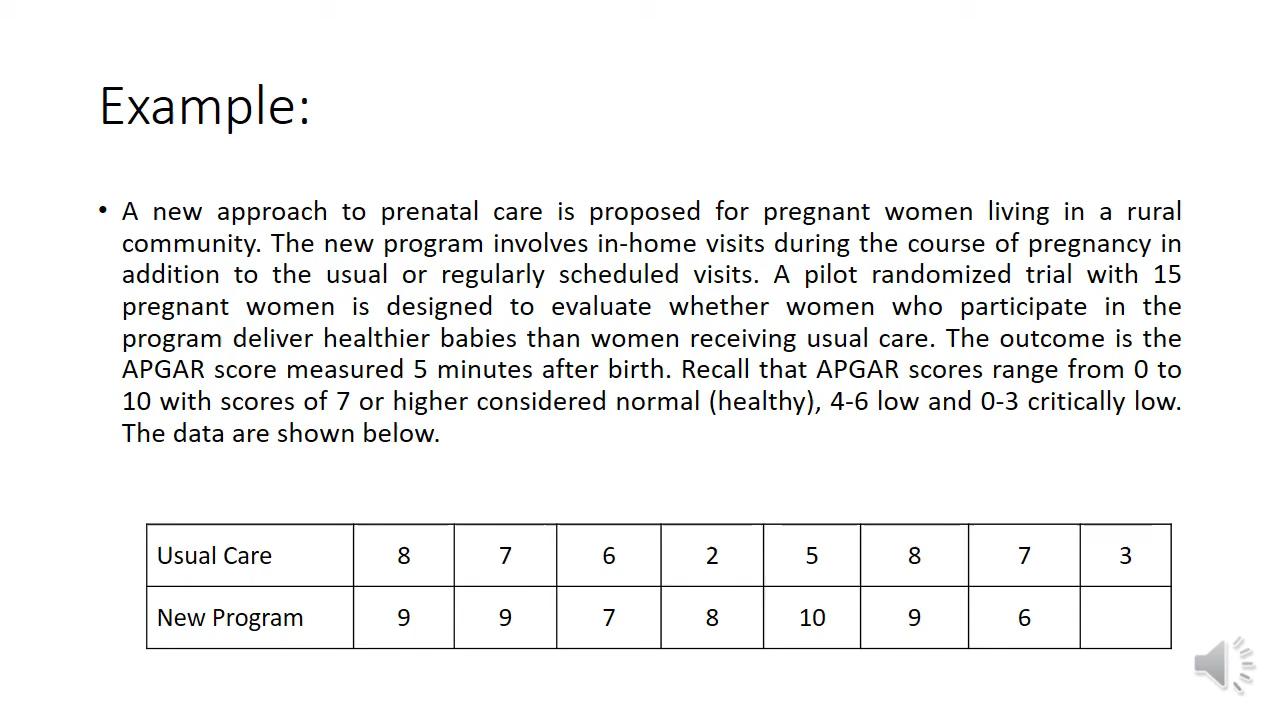 Example:
• A new approach to prenatal care is proposed for pregnant women living in a rural
community. The new program involves in-home visits during the course of pregnancy in
addition to the usual or regularly scheduled visits. A pilot randomized trial with 15
pregnant women is designed to evaluate whether women who participate in the
program deliver healthier babies than women receiving usual care. The outcome is the
APGAR score measured 5 minutes after birth. Recall that APGAR scores range from 0 to
10 with scores of 7 or higher considered normal (healthy), 4-6 low and 0-3 critically low.
The data are shown below.
Usual Care 8 7 6 2 5 8 7 3
New Program 9 9 7 8 10 9 6